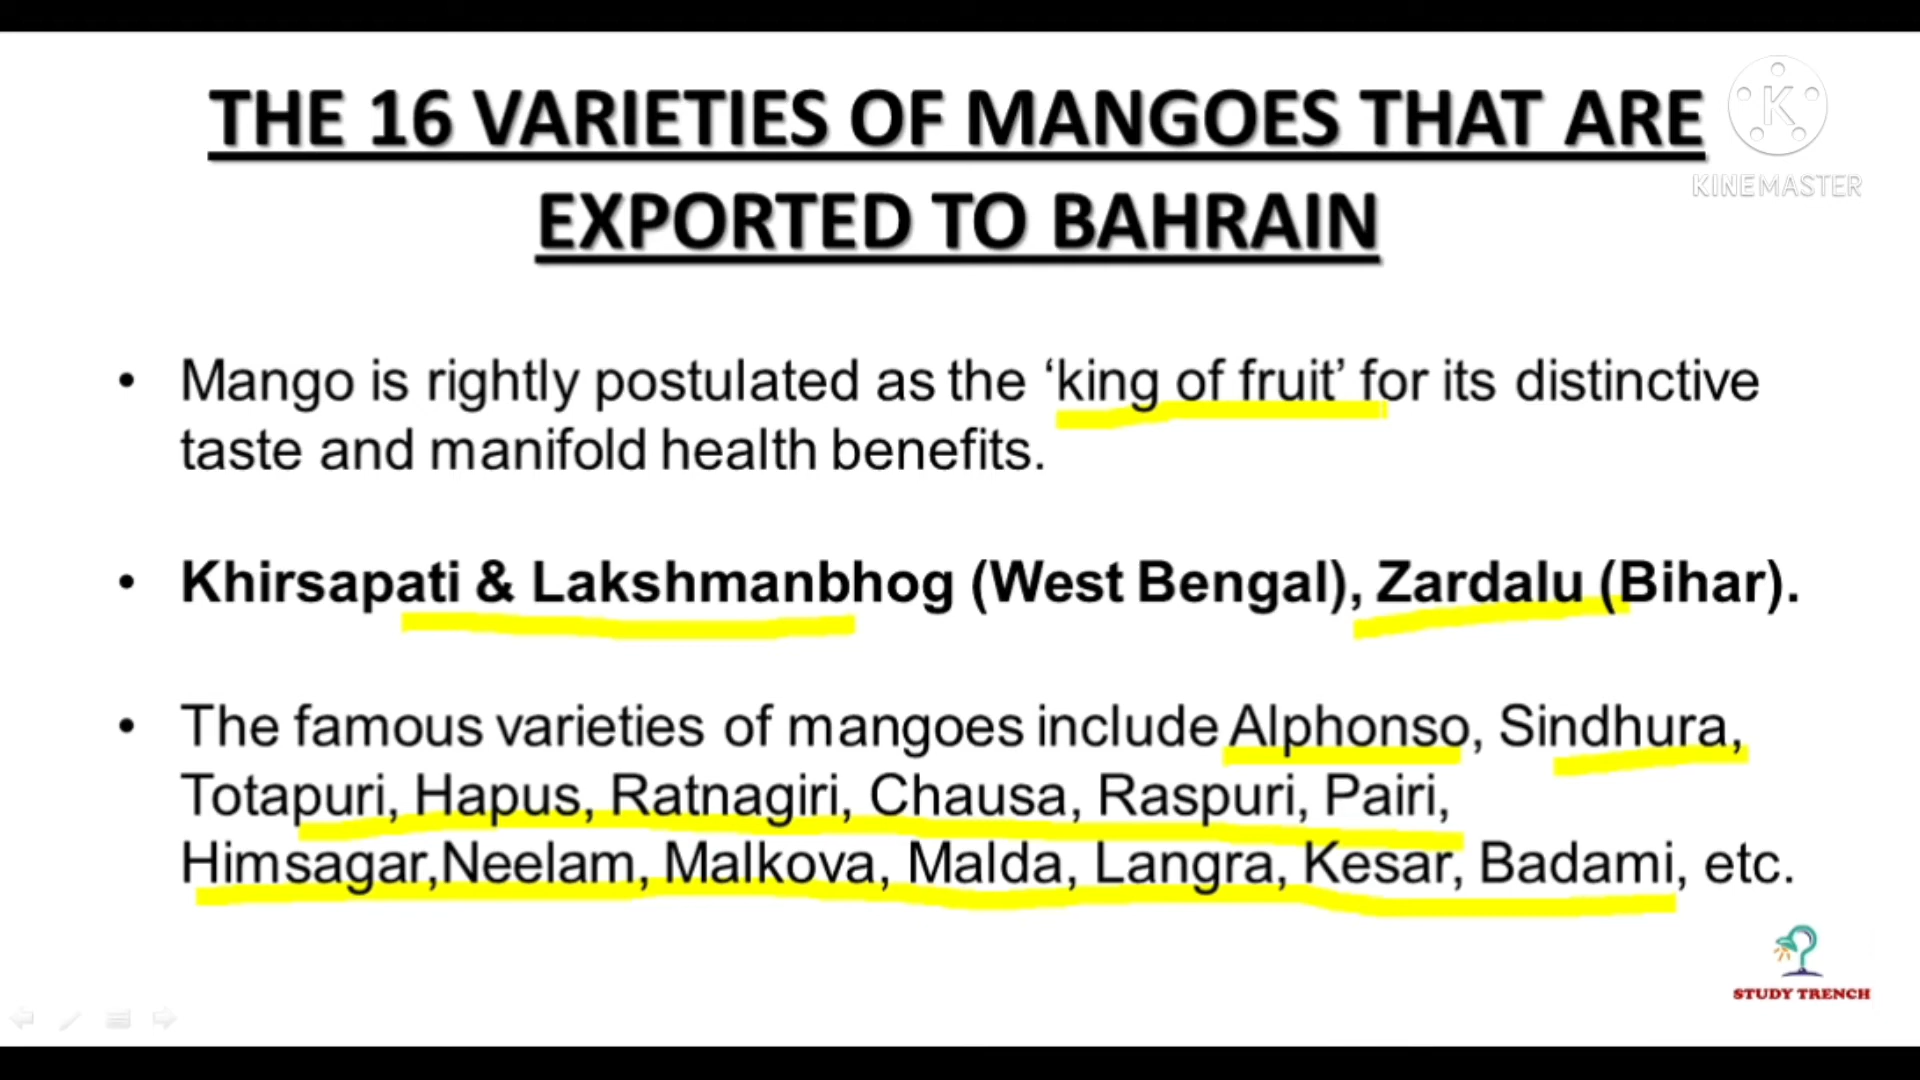 THE 16 VARIETIES OF MANGOES THAT ARE
EXPORTED TO BAHRAIN
K
KINEMASTER
• Mango is rightly postulated as the ‘king of fruit’ for its distinctive
taste and manifold health benefits.
• Khirsapati & Lakshmanbhog (West Bengal), Zardalu (Bihar).
• The famous varieties of mangoes include Alphonso, Sindhura,
Totapuri, Hapus, Ratnagiri, Chausa, Raspuri, Pairi,
Himsagar,Neelam, Malkova, Malda, Langra, Kesar, Badami, etc.
STUDY TRENCH